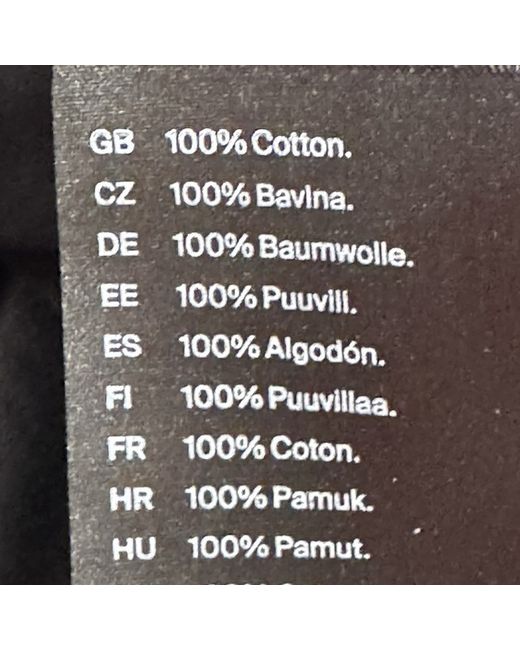 GB 100% Cotton.
CZ 100% Bavlna.
DE 100% Baumwolle.
EE 100% Puuvill.
ES 100% Algodón.
FI 100% Puuvillaa.
FR 100% Coton.
HR 100% Pamuk.
HU 100% Pamut.